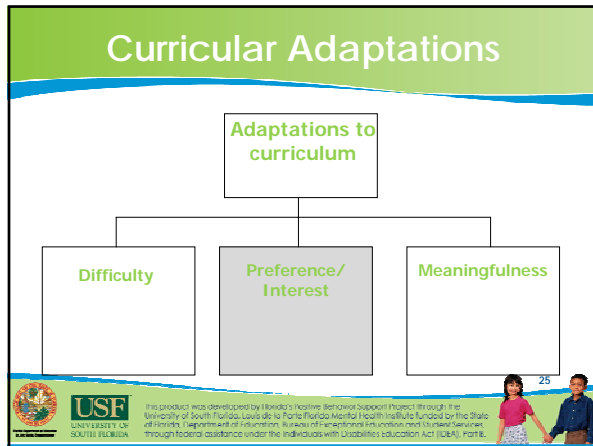 Curricular Adaptations
Adaptations to
curriculum
Difficulty
Preference/
Interest
Meaningfulness
25
USF
UNIVERSITY OF
SOUTH FLORIDA
This product was developed by Florida's Positive Behavior Support Project through the
University of South Florida, Louis de la Parte Florida Mental Health Institute funded by the State
of Florida, Department of Education, Bureau of Exceptional Education and Student Services,
through federal assistance under the Individuals with Disabilities Education Act (IDEA), Part B.